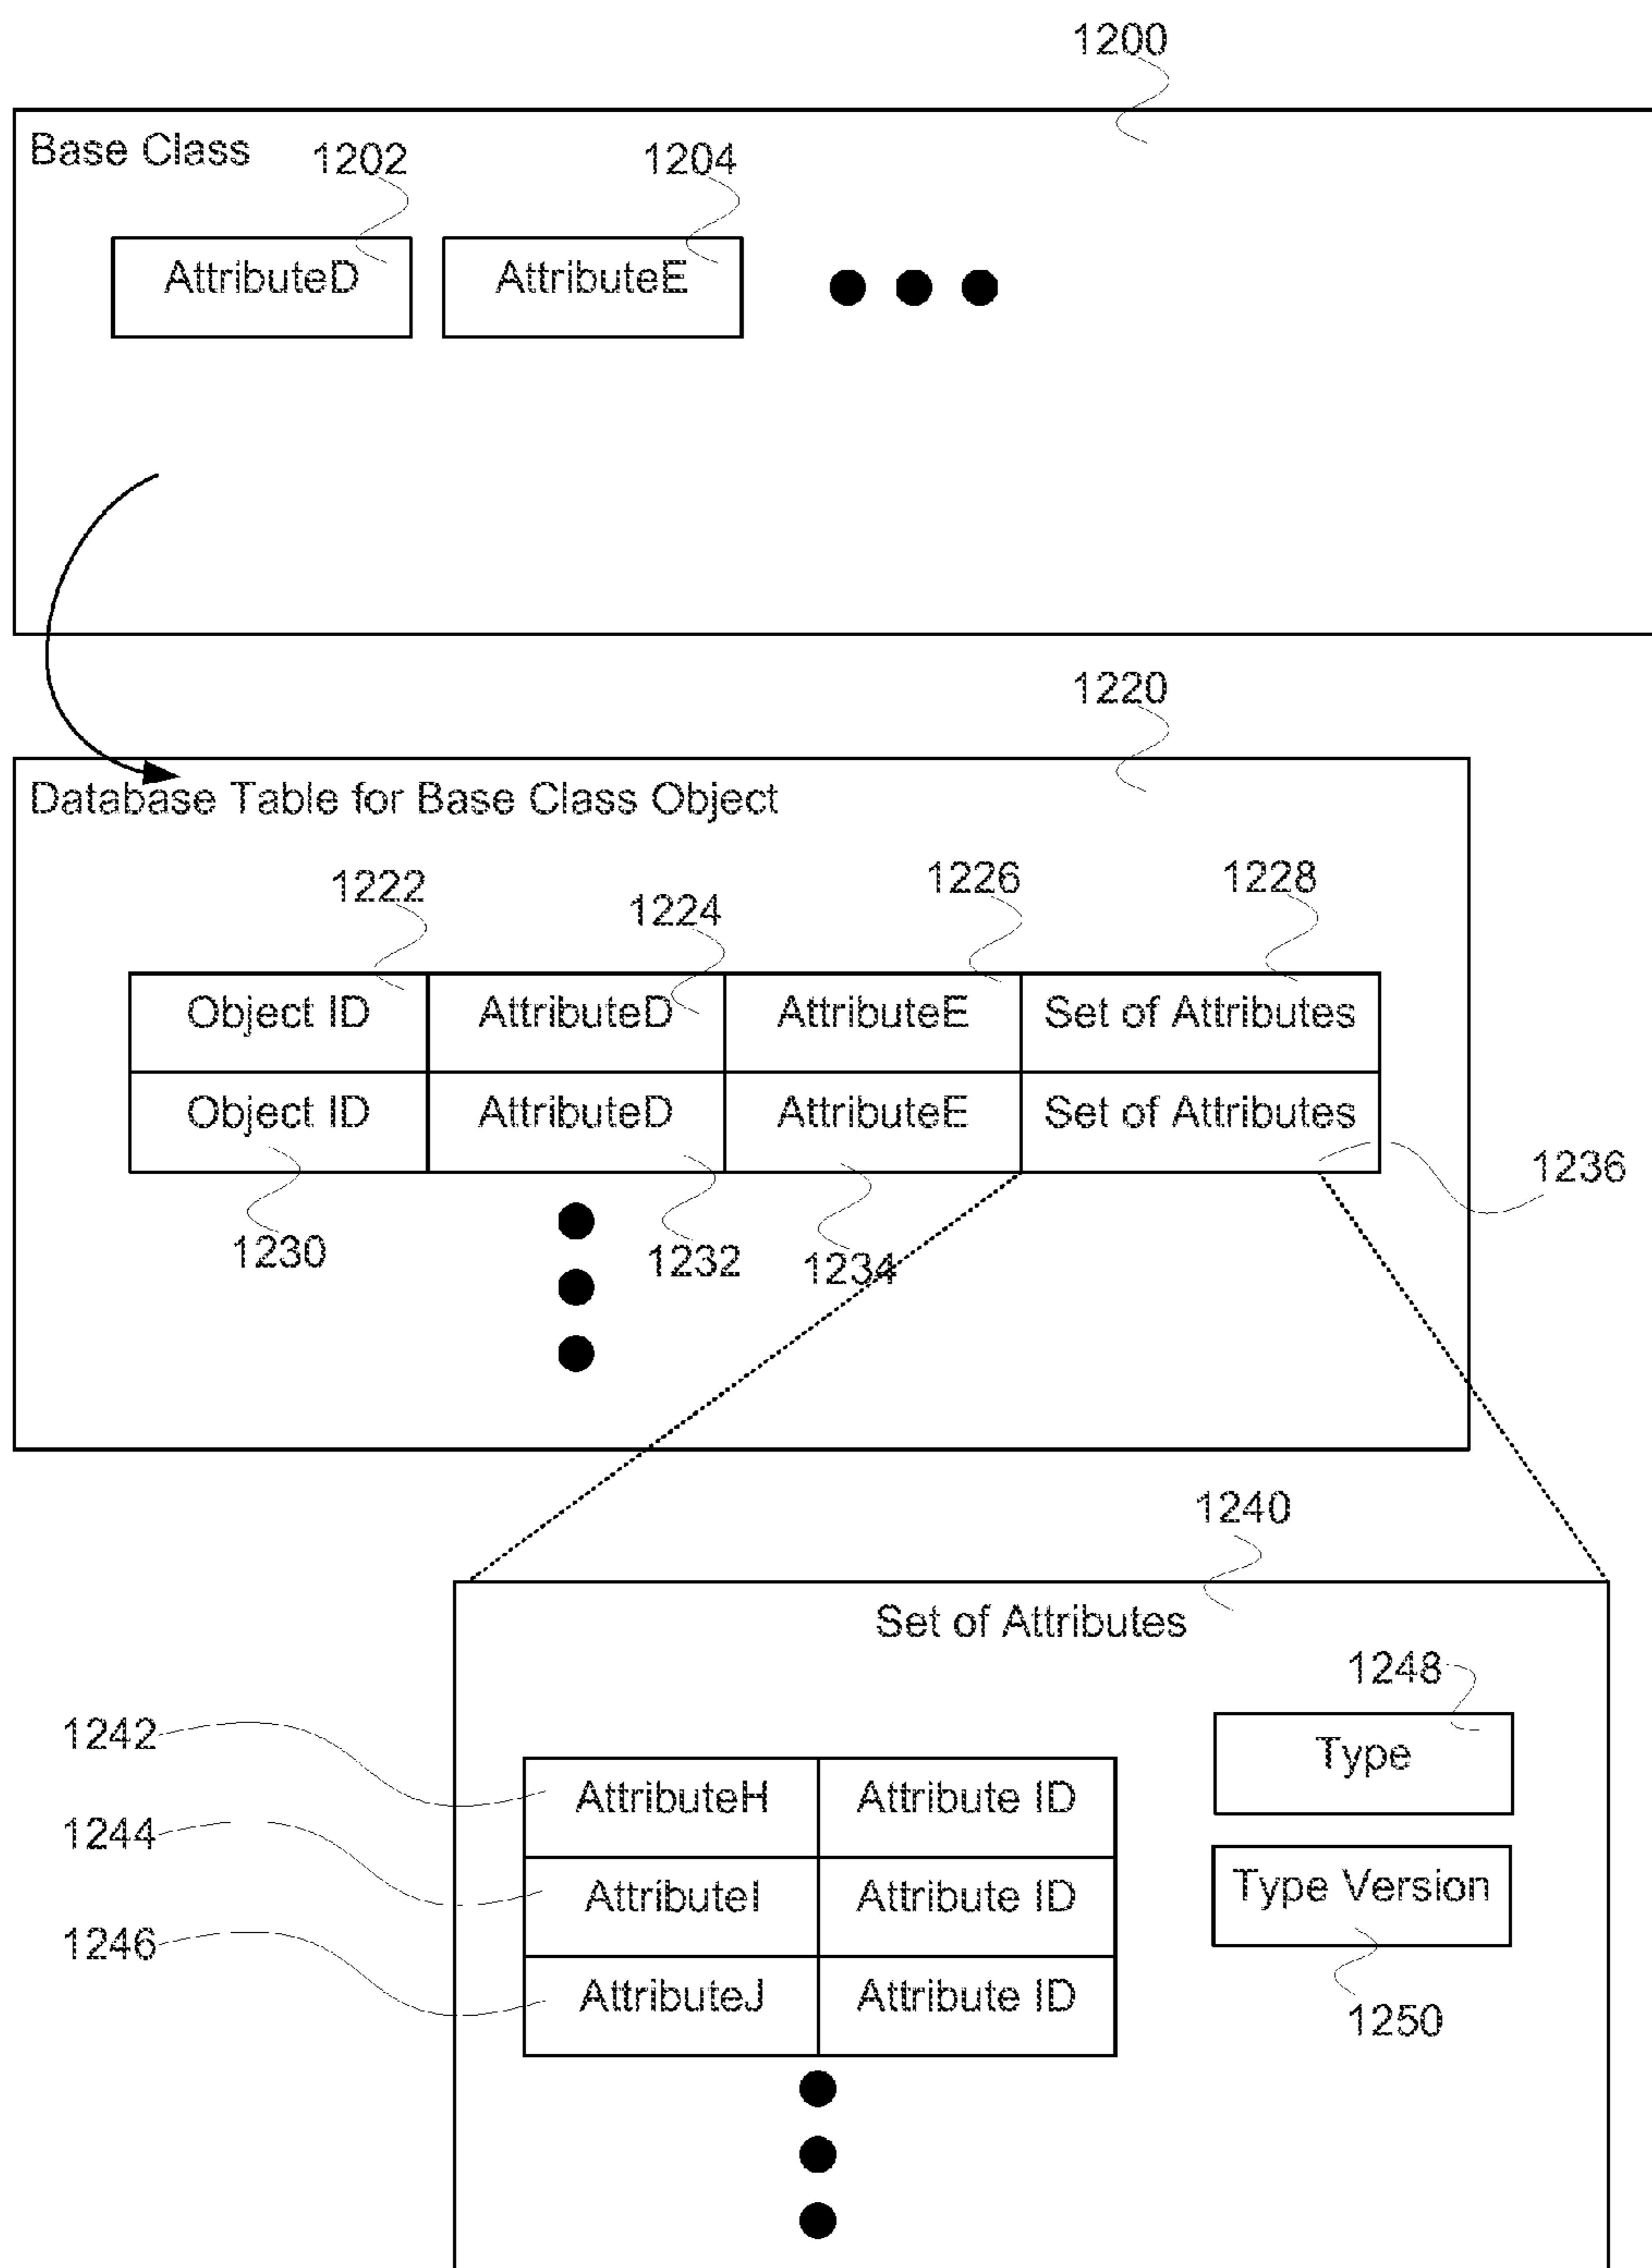 1200
Base Class
1202
1204
AttributeD
AttributeE
1220
Database Table for Base Class Object
1222
1224
1226
1228
Object ID
AttributeD
AttributeE
Set of Attributes
Object ID
AttributeD
AttributeE
Set of Attributes
1230
1232
1234
1236
1240
Set of Attributes
1248
Type
1242
AttributeH
Attribute ID
1244
AttributeI
Attribute ID
Type Version
1246
AttributeJ
Attribute ID
1250